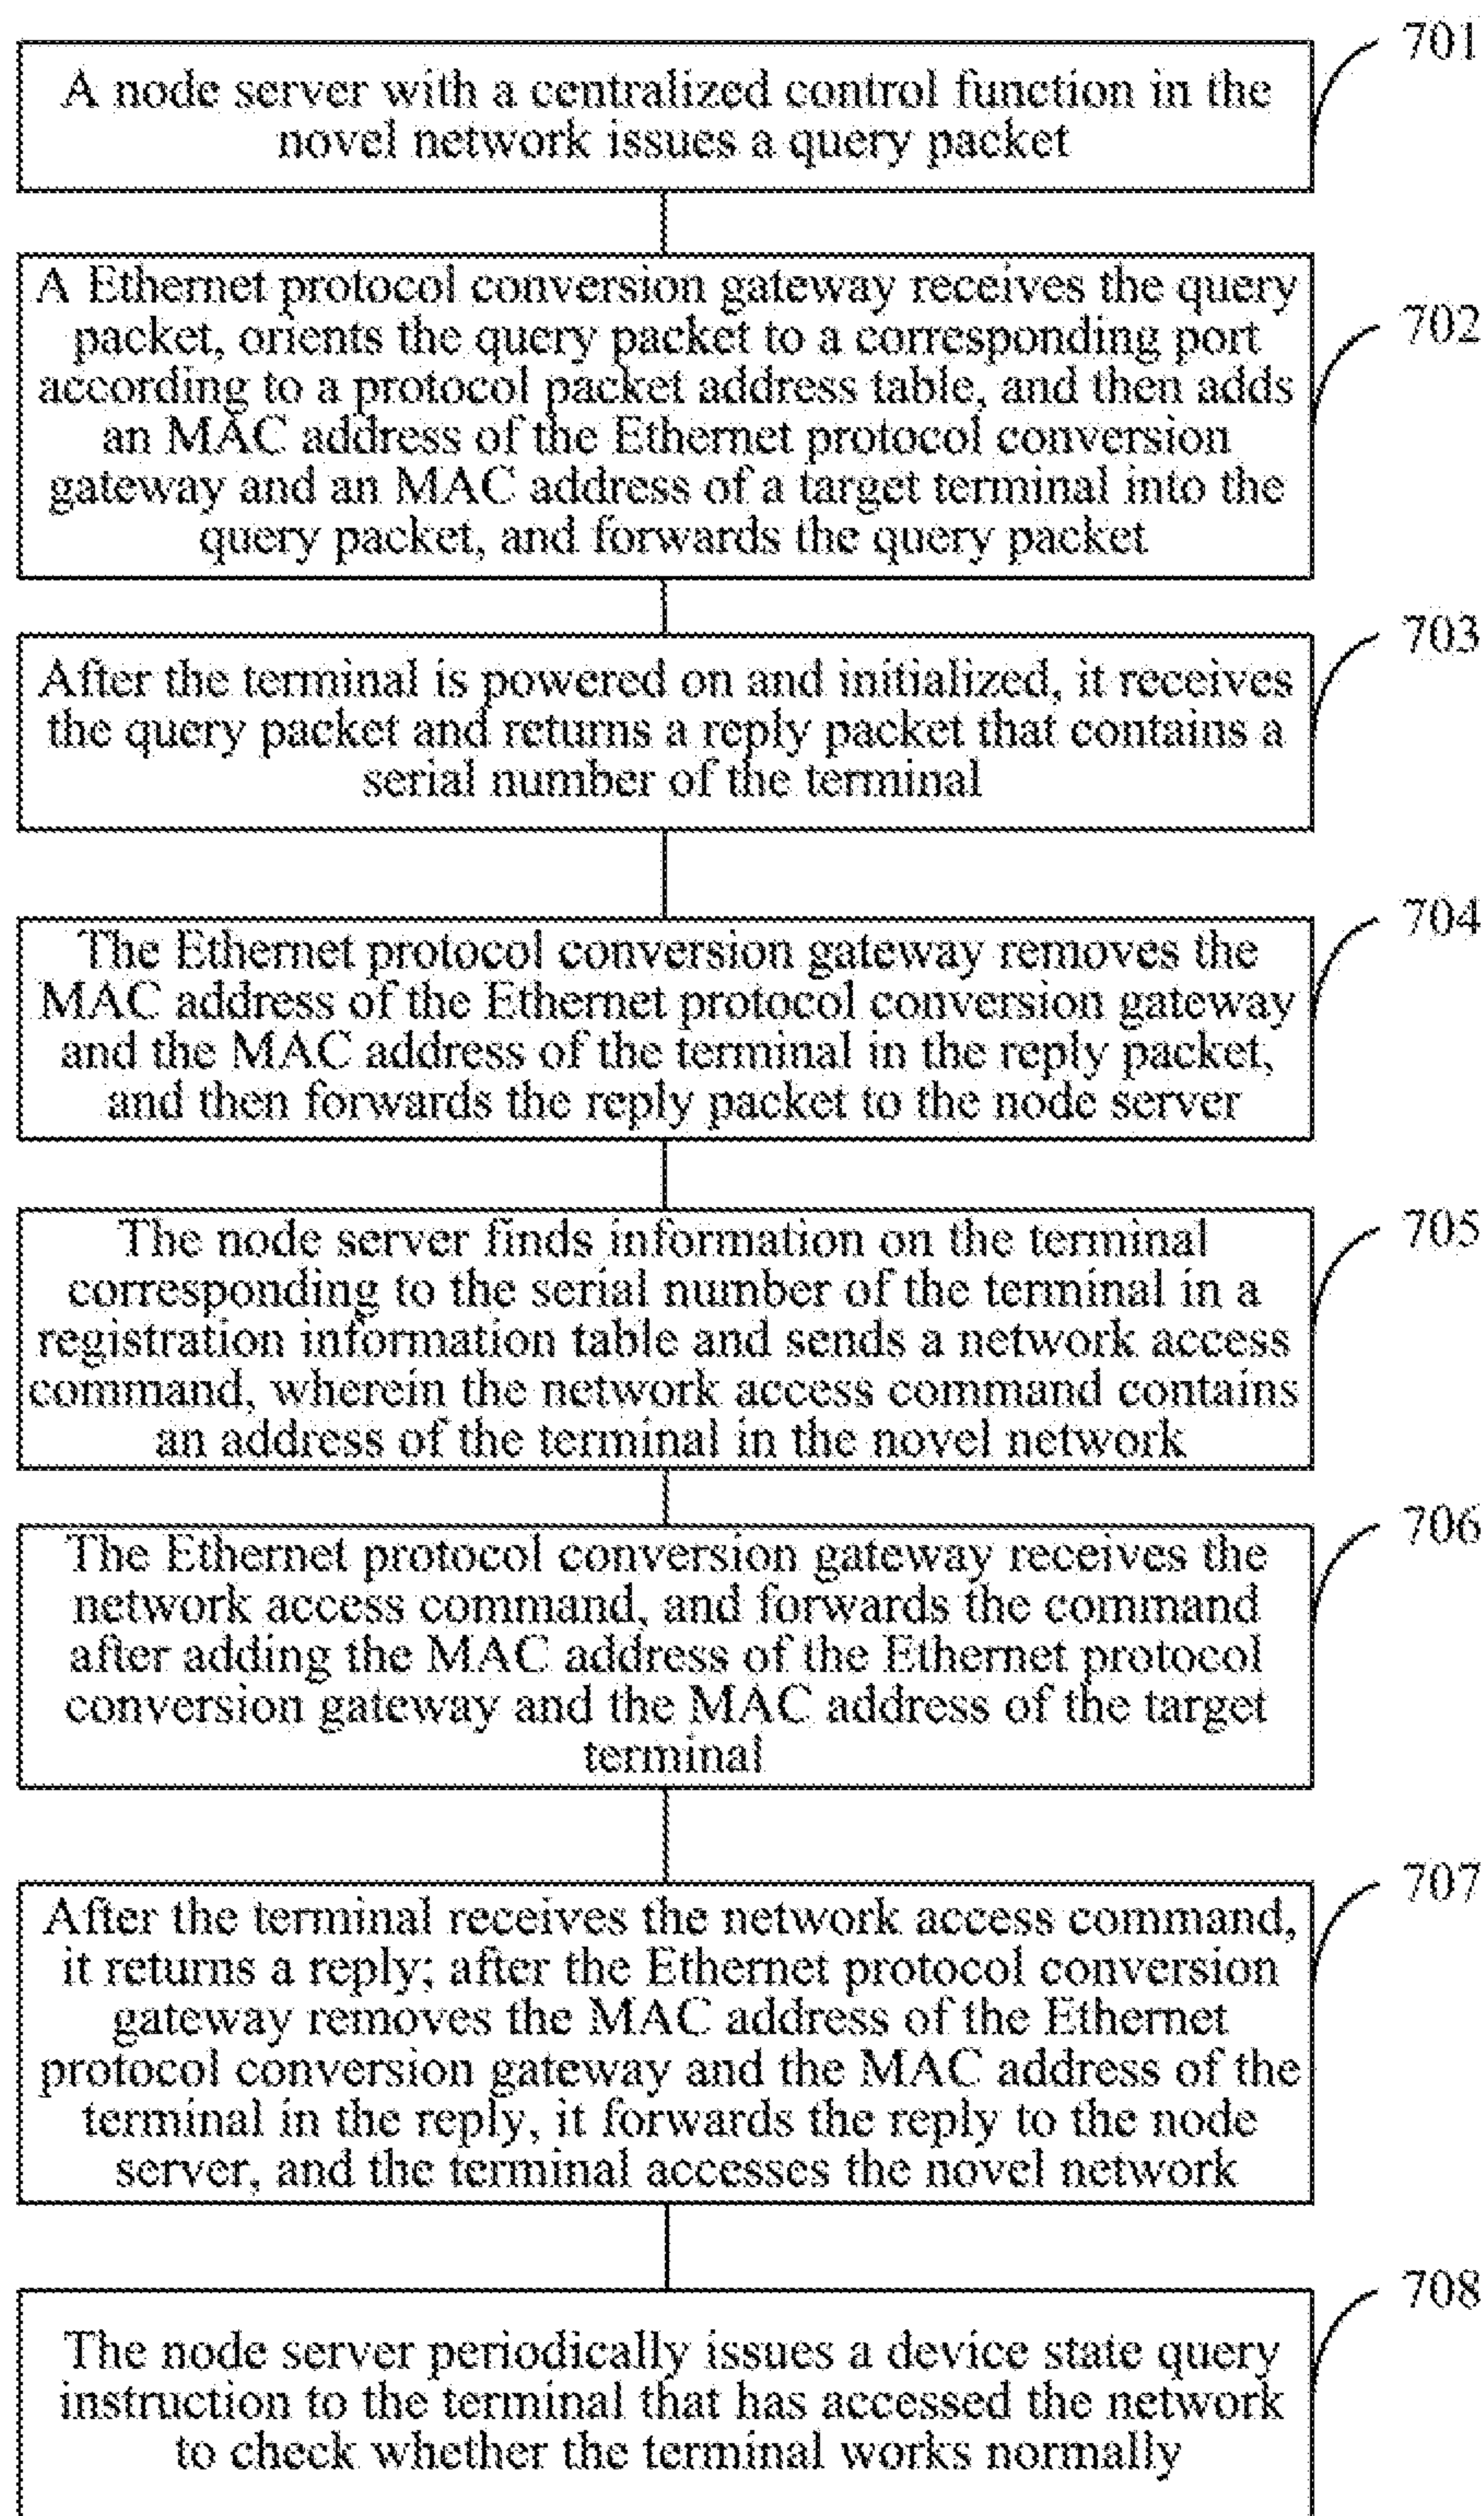 701
A node server with a centralized control function in the
novel network issues a query packet
A Ethernet protocol conversion gateway receives the query
packet, orients the query packet to a corresponding port
according to a protocol packet address table, and then adds
an MAC address of the Ethernet protocol conversion
gateway and an MAC address of a target terminal into the
query packet, and forwards the query packet
702
After the terminal is powered on and initialized, it receives
the query packet and returns a reply packet that contains a
serial number of the terminal
703
The Ethernet protocol conversion gateway removes the
MAC address of the Ethernet protocol conversion gateway
and the MAC address of the terminal in the reply packet,
and then forwards the reply packet to the node server
704
The node server finds information on the terminal
corresponding to the serial number of the terminal in a
registration information table and sends a network access
command, wherein the network access command contains
an address of the terminal in the novel network
705
The Ethernet protocol conversion gateway receives the
network access command, and forwards the command
after adding the MAC address of the Ethernet protocol
conversion gateway and the MAC address of the target
terminal
706
After the terminal receives the network access command,
it returns a reply; after the Ethernet protocol conversion
gateway removes the MAC address of the Ethernet
protocol conversion gateway and the MAC address of the
terminal in the reply, it forwards the reply to the node
server, and the terminal accesses the novel network
707
The node server periodically issues a device state query
instruction to the terminal that has accessed the network
to check whether the terminal works normally
708